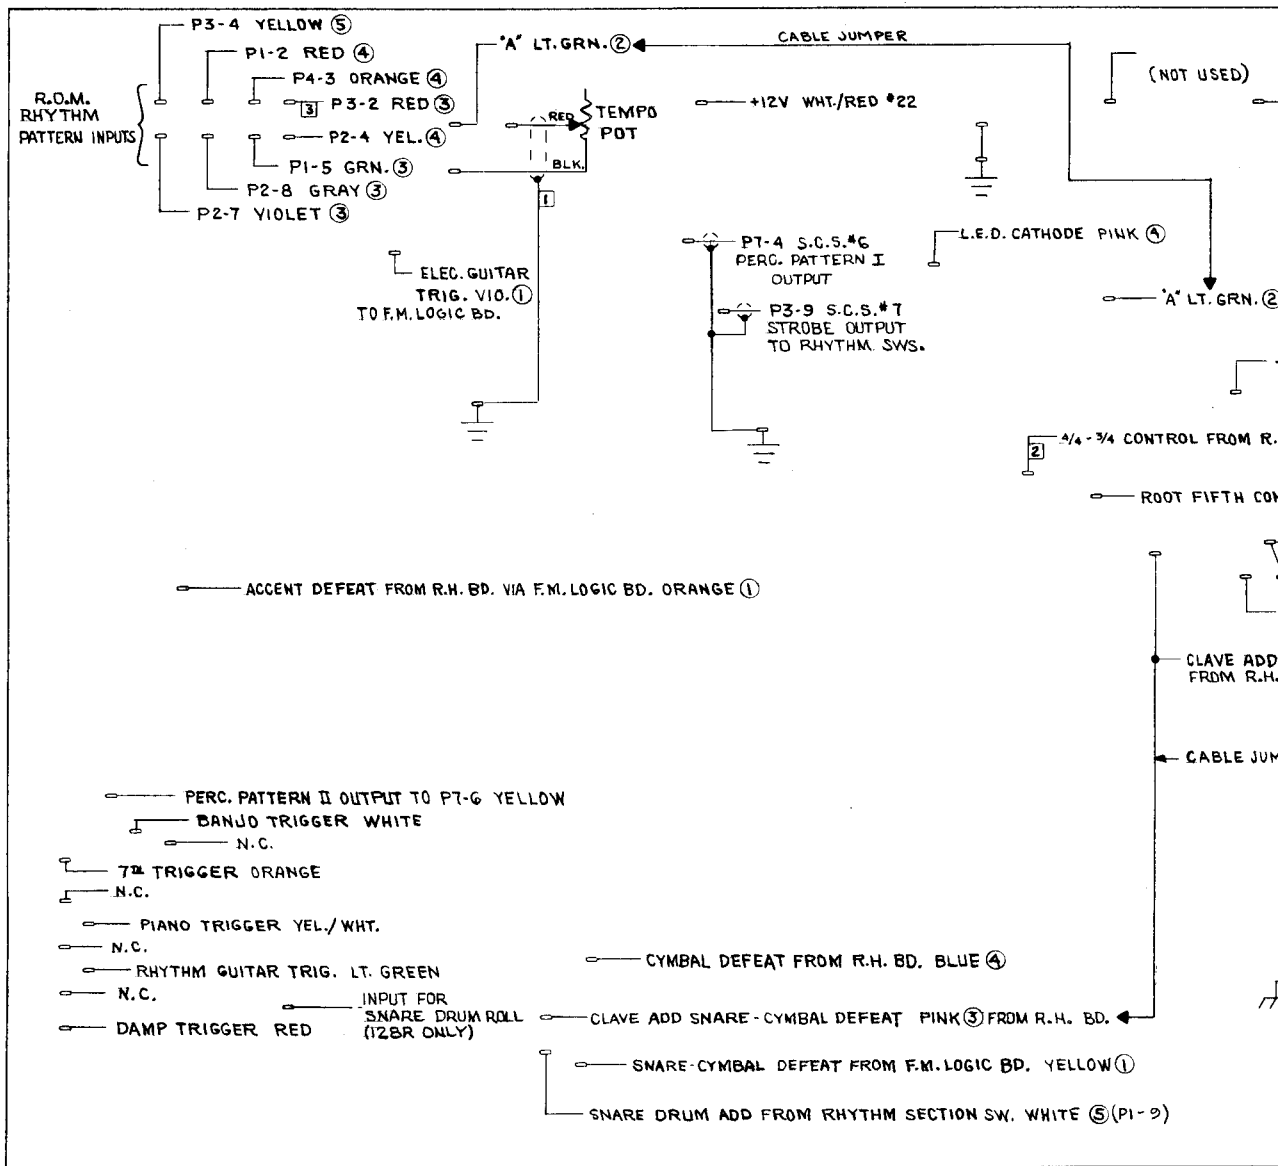 P3-4 YELLOW ⑤
P1-2 RED ④
P4-3 ORANGE ④
3 P3-2 RED ③
R.O.M.
RHYTHM
PATTERN INPUTS
P2-4 YEL. ④
P1-5 GRN. ③
P2-8 GRAY ③
P2-7 VIOLET ③
"A" LT. GRN. ②
CABLE JUMPER
RED
TEMPO
POT
BLK.
1
+12V WHT./RED #22
(NOT USED)
ELEC. GUITAR
TRIG. VIO. ①
TO F.M. LOGIC BD.
P7-4 S.C.S. #6
PERC. PATTERN I
OUTPUT
P3-9 S.C.S. #7
STROBE OUTPUT
TO RHYTHM SWS.
L.E.D. CATHODE PINK ④
"A" LT. GRN. ②
2
4/4 - 3/4 CONTROL FROM R.
ROOT FIFTH CON
ACCENT DEFEAT FROM R.H. BD. VIA F.M. LOGIC BD. ORANGE ①
CLAVE ADD
FROM R.H.
CABLE JUM
PERC. PATTERN II OUTPUT TO P7-6 YELLOW
BANJO TRIGGER WHITE
N.C.
7TH TRIGGER ORANGE
N.C.
PIANO TRIGGER YEL./WHT.
N.C.
RHYTHM GUITAR TRIG. LT. GREEN
N.C.
INPUT FOR
SNARE DRUM ROLL
(128R ONLY)
DAMP TRIGGER RED
CYMBAL DEFEAT FROM R.H. BD. BLUE ④
CLAVE ADD SNARE-CYMBAL DEFEAT PINK ③ FROM R.H. BD.
SNARE-CYMBAL DEFEAT FROM F.M. LOGIC BD. YELLOW ①
SNARE DRUM ADD FROM RHYTHM SECTION SW. WHITE ⑤ (P1-9)